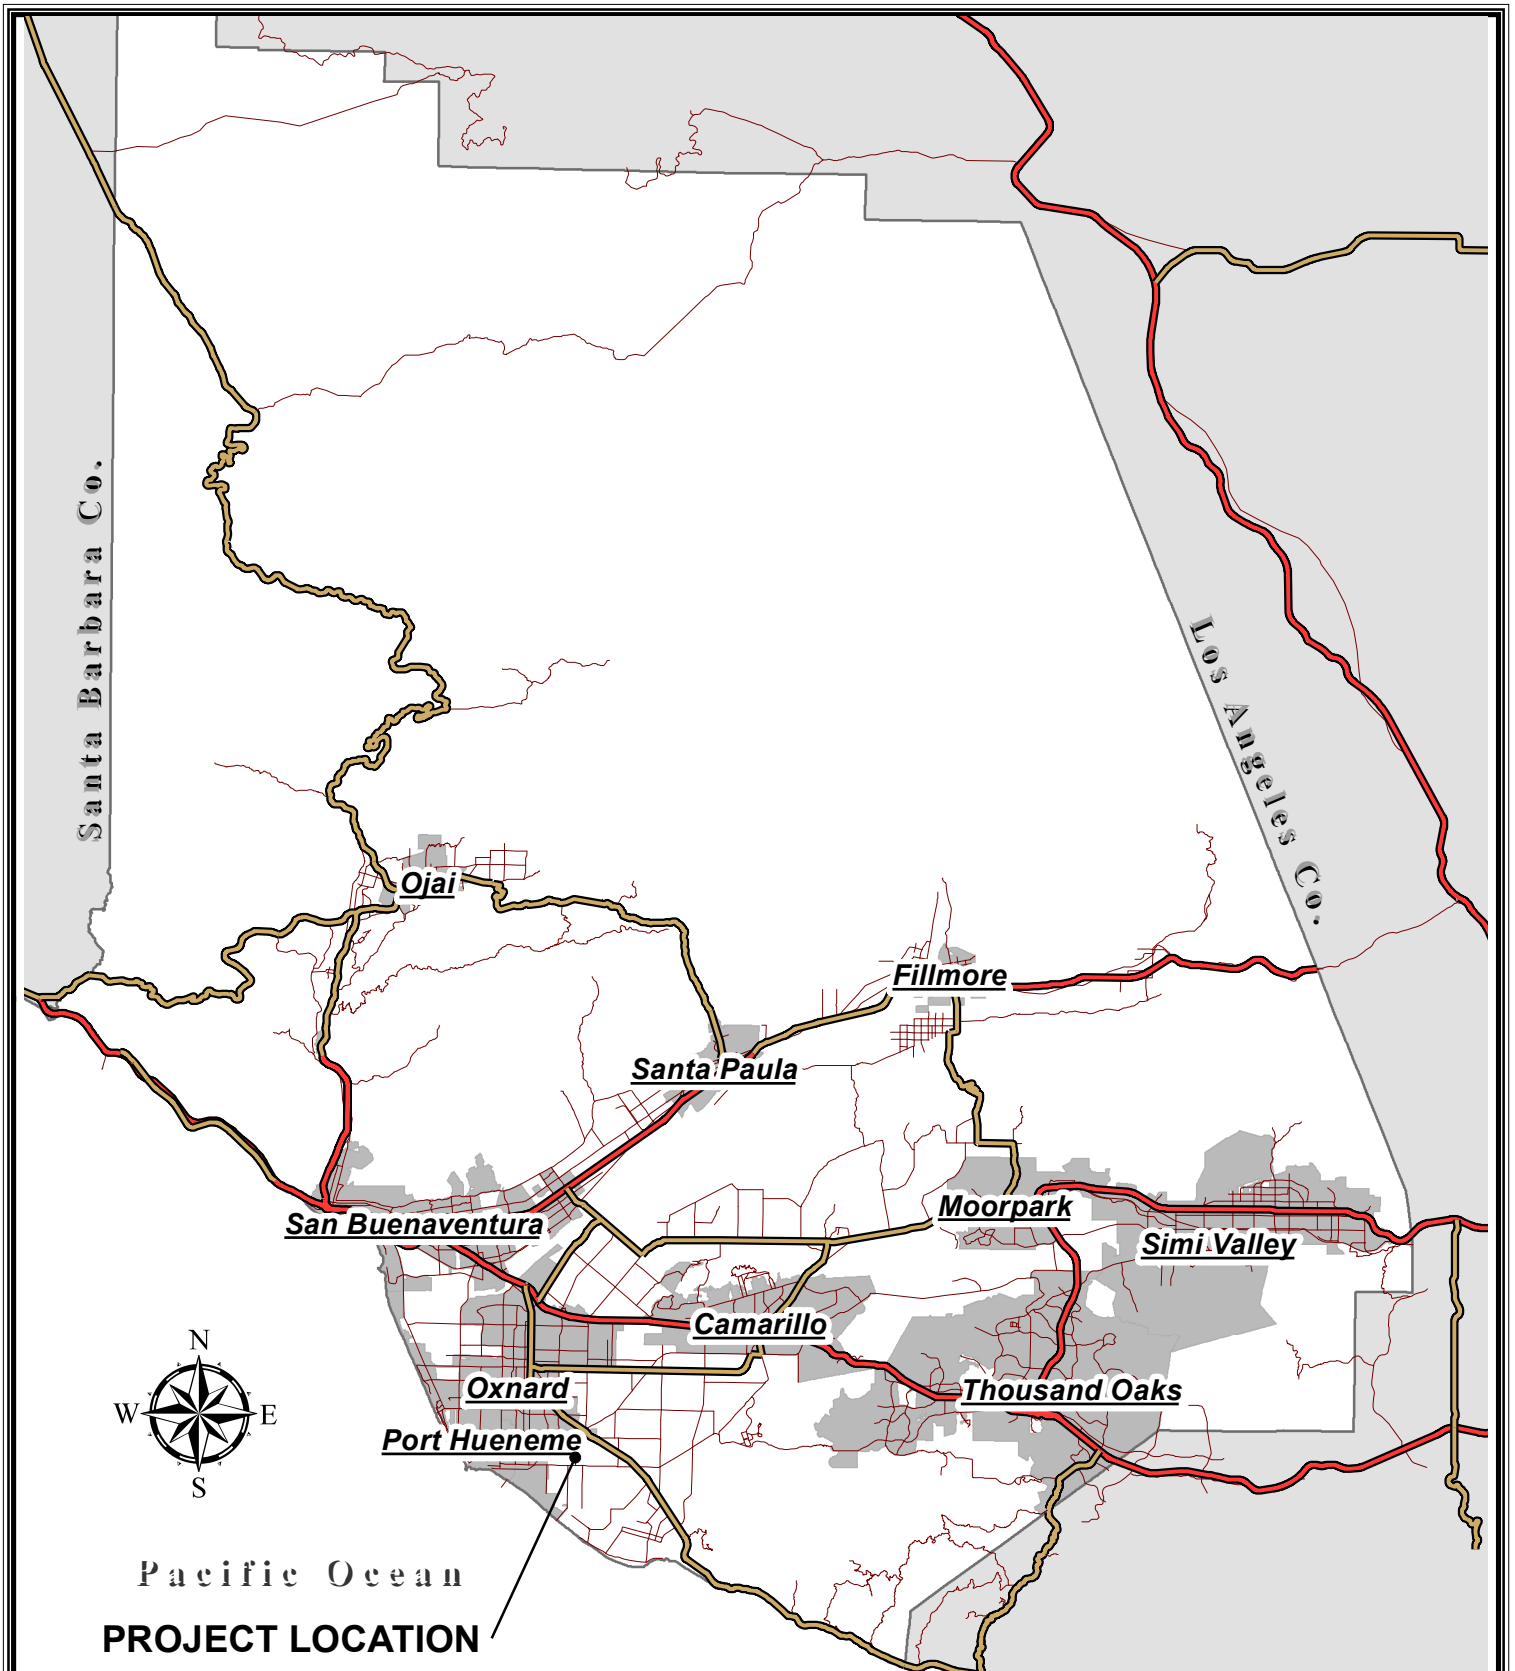 Santa Barbara Co.
Los Angeles Co.
Ojai
Fillmore
Santa Paula
Moorpark
San Buenaventura
Simi Valley
Camarillo
N
W E
S
Oxnard
Thousand Oaks
Port Hueneme
Pacific Ocean
PROJECT LOCATION